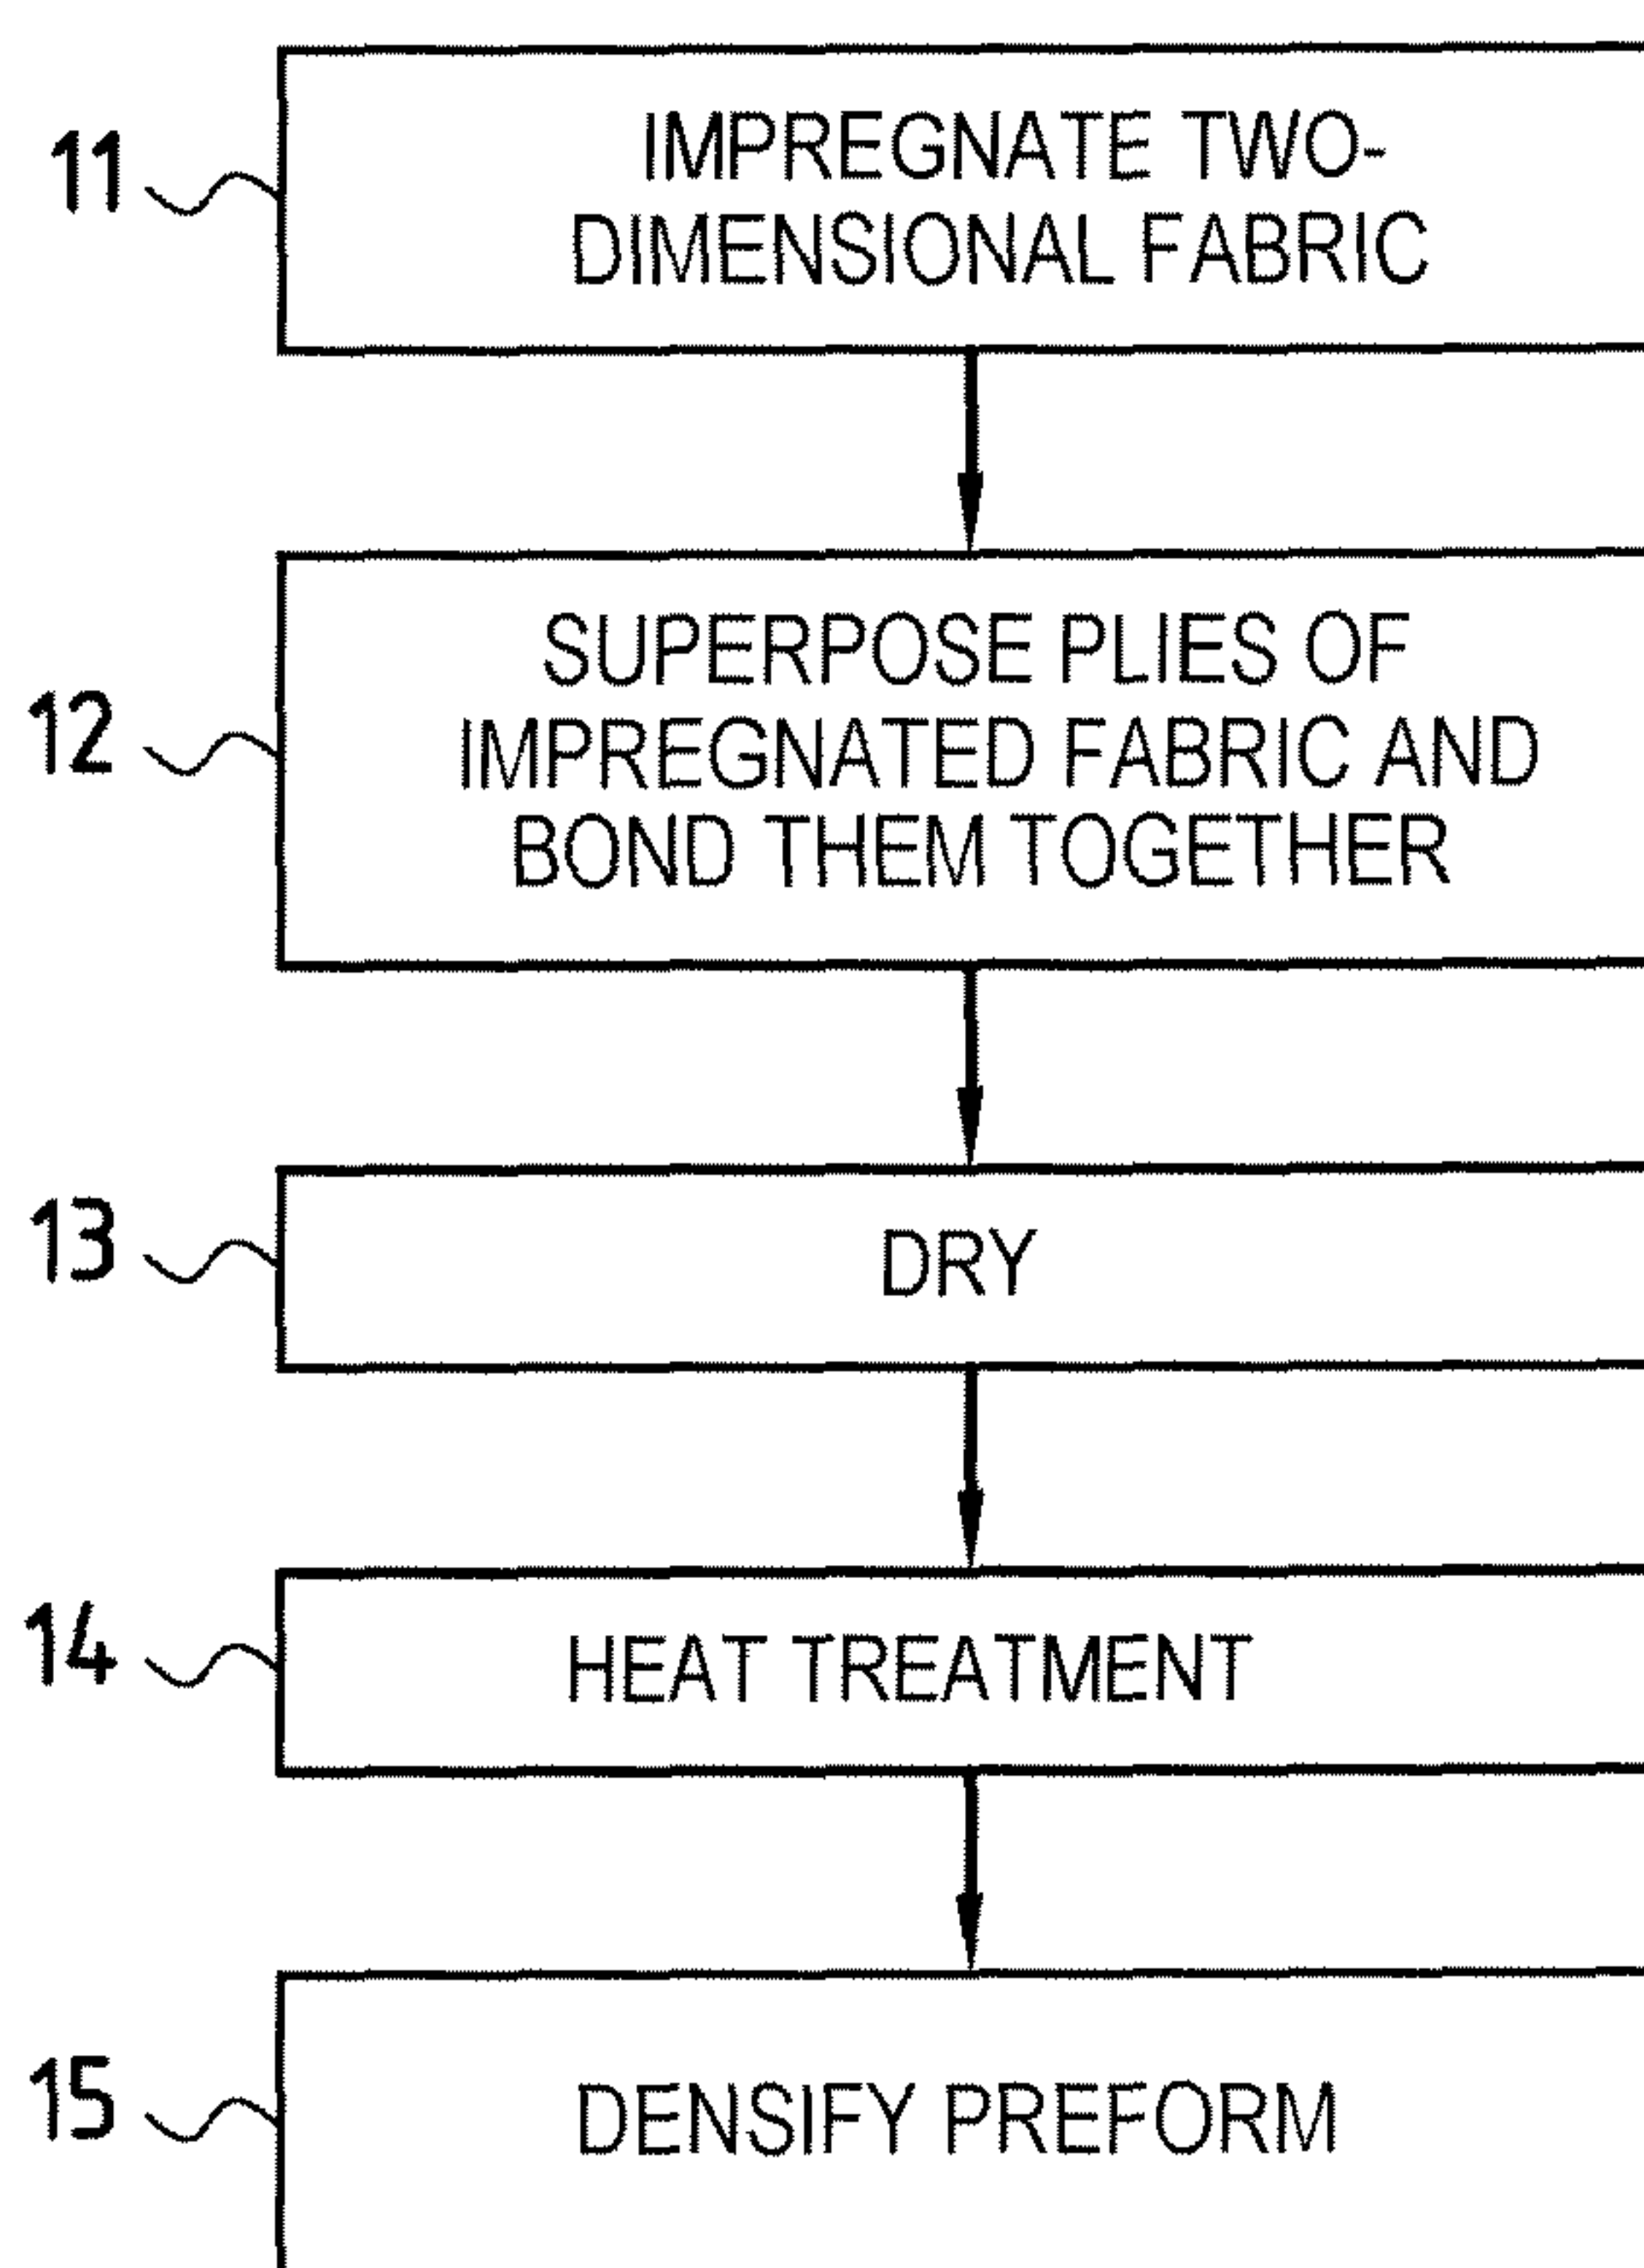 11
IMPREGNATE TWO-
DIMENSIONAL FABRIC
12
SUPERPOSE PLIES OF
IMPREGNATED FABRIC AND
BOND THEM TOGETHER
13
DRY
14
HEAT TREATMENT
15
DENSIFY PREFORM